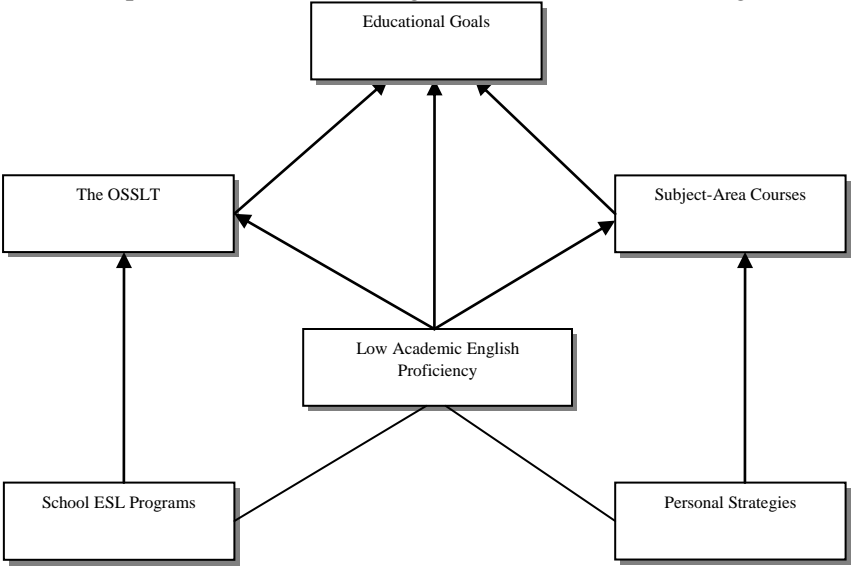 Educational Goals
The OSSLT
Subject-Area Courses
Low Academic English
Proficiency
School ESL Programs
Personal Strategies